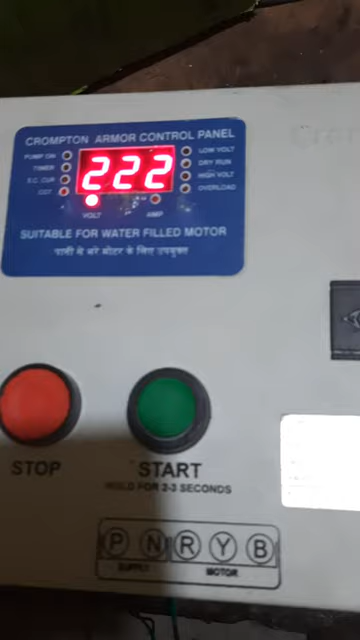 CROMPTON ARMOR CONTROL PANEL
PUMP ON
LOW VOLT
TIMER
222
DRY RUN
S.C. CUR
HIGH VOLT
OVERLOAD
VOLT
AMP
SUITABLE FOR WATER FILLED MOTOR
पानी से भरे मोटर के लिए उपयुक्त
STOP
START
HOLD FOR 2-3 SECONDS
P N R Y B
SUPPLY MOTOR